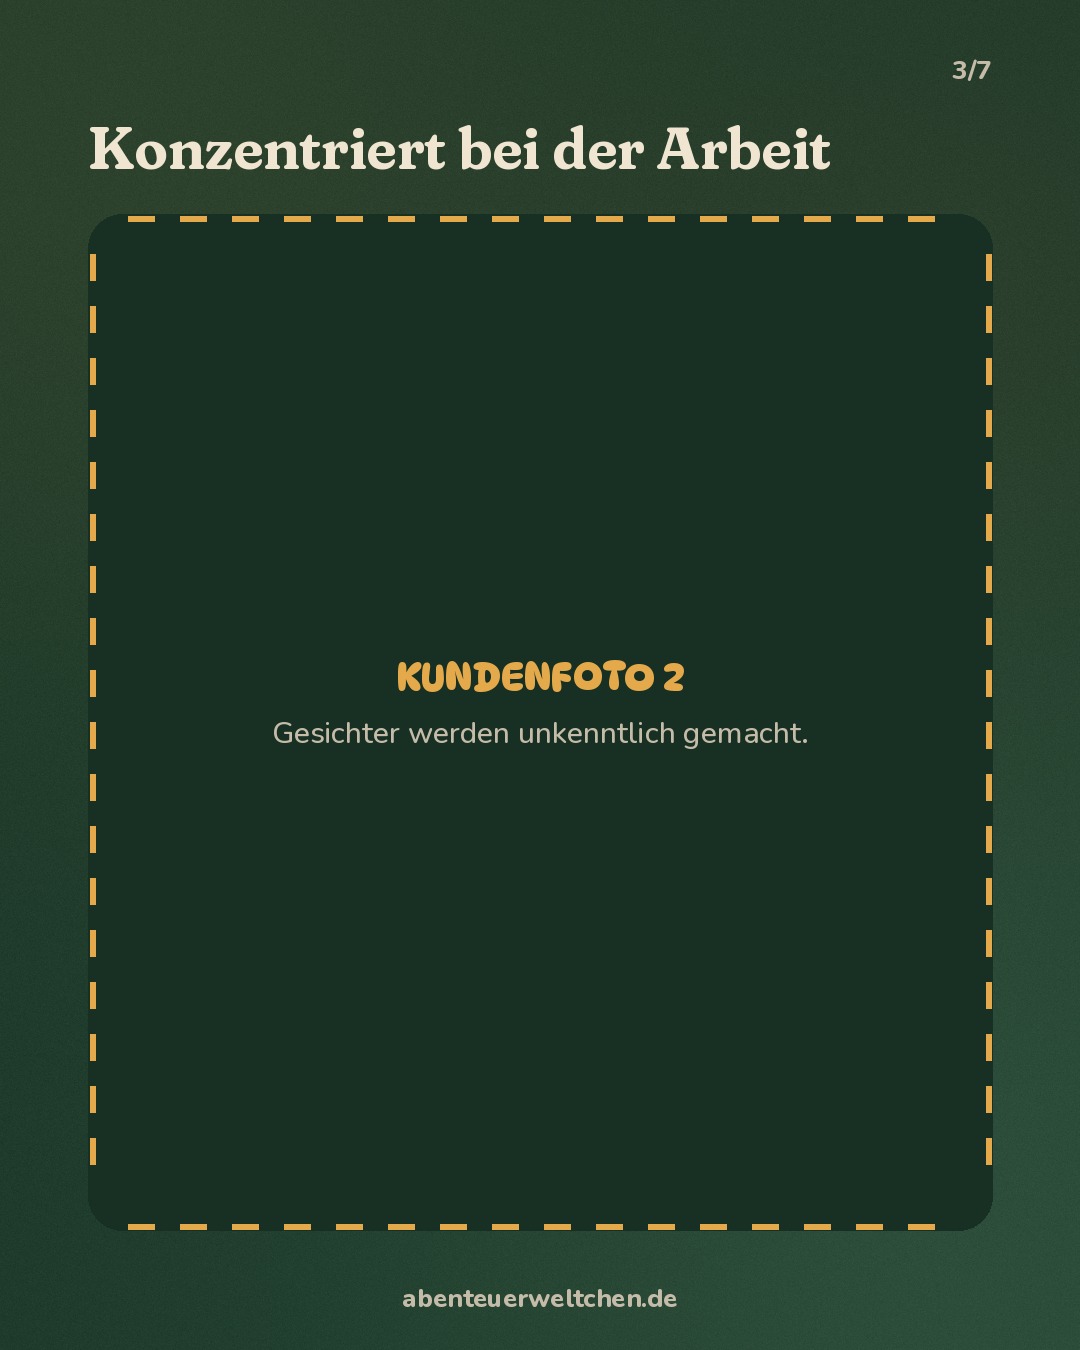 3/7
Konzentriert bei der Arbeit
KUNDENFOTO 2
Gesichter werden unkenntlich gemacht.
abenteuerweltchen.de